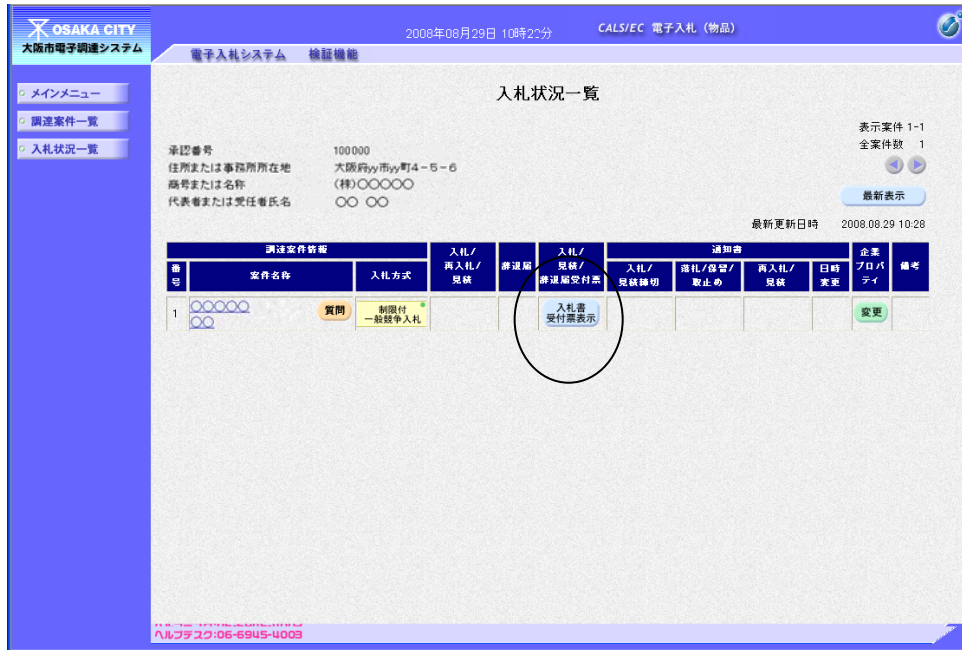 OSAKA CITY
大阪市電子調達システム
2008年08月29日 10時22分
CALS/EC 電子入札（物品）
電子入札システム 検証機能
メインメニュー
調達案件一覧
入札状況一覧
入札状況一覧
表示案件 1-1
全案件数 1
承認番号 100000
住所または事務所所在地 大阪府yy市yy町4-5-6
商号または名称 (株)〇〇〇〇〇
代表者または受任者氏名 〇〇 〇〇
最新表示
最新更新日時 2008.08.29 10:28
調達案件情報
番号
案件名称
入札方式
入札/
再入札/
見積
辞退届
入札/
見積/
辞退届受付票
通知書
入札/
見積締切
落札/保留/
取止め
再入札/
見積
日時
変更
企業
プロパ
ティ
備考
1
〇〇〇〇〇
〇〇
質問
制限付
一般競争入札
入札書
受付票表示
変更
ヘルプデスク:06-6945-4003